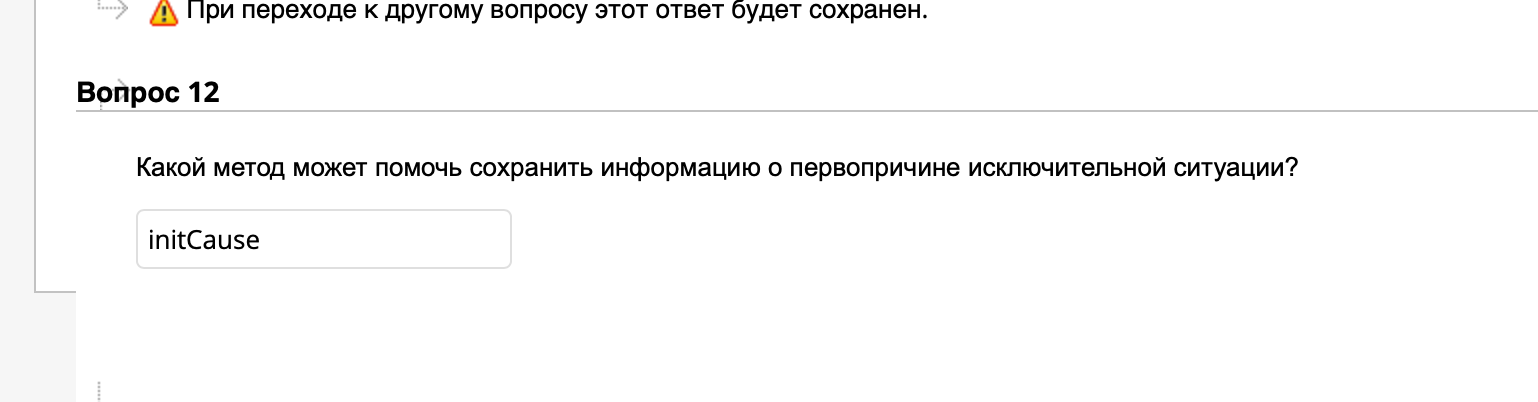 При переходе к другому вопросу этот ответ будет сохранен.
Вопрос 12
Какой метод может помочь сохранить информацию о первопричине исключительной ситуации?
initCause